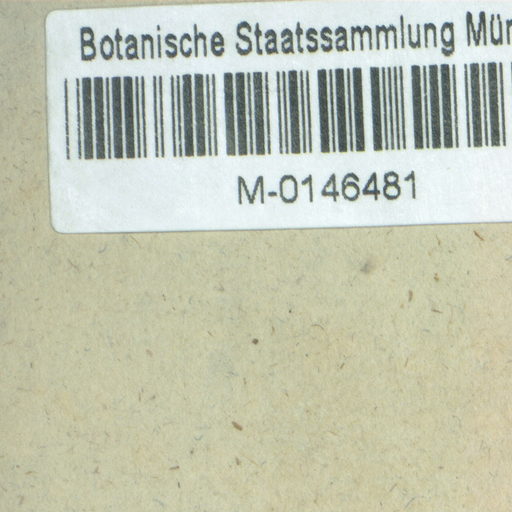 Botanische Staatssammlung Mün
M-0146481